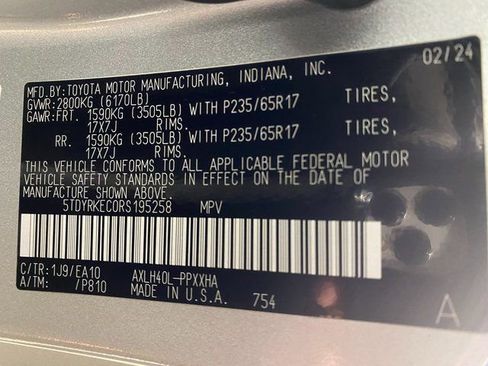 MFD.BY:TOYOTA MOTOR MANUFACTURING, INDIANA, INC. 02/24
GVWR:2800KG (6170LB)
GAWR:FRT. 1590KG (3505LB) WITH P235/65R17 TIRES,
17X7J RIMS.
RR. 1590KG (3505LB) WITH P235/65R17 TIRES,
17X7J RIMS.
THIS VEHICLE CONFORMS TO ALL APPLICABLE FEDERAL MOTOR
VEHICLE SAFETY STANDARDS IN EFFECT ON THE DATE OF
MANUFACTURE SHOWN ABOVE.
5TDYRKEC0RS195258 MPV
C/TR:1J9/EA10 AXLH40L-PPXXHA
A/TM: /P810 MADE IN U.S.A. 754 A